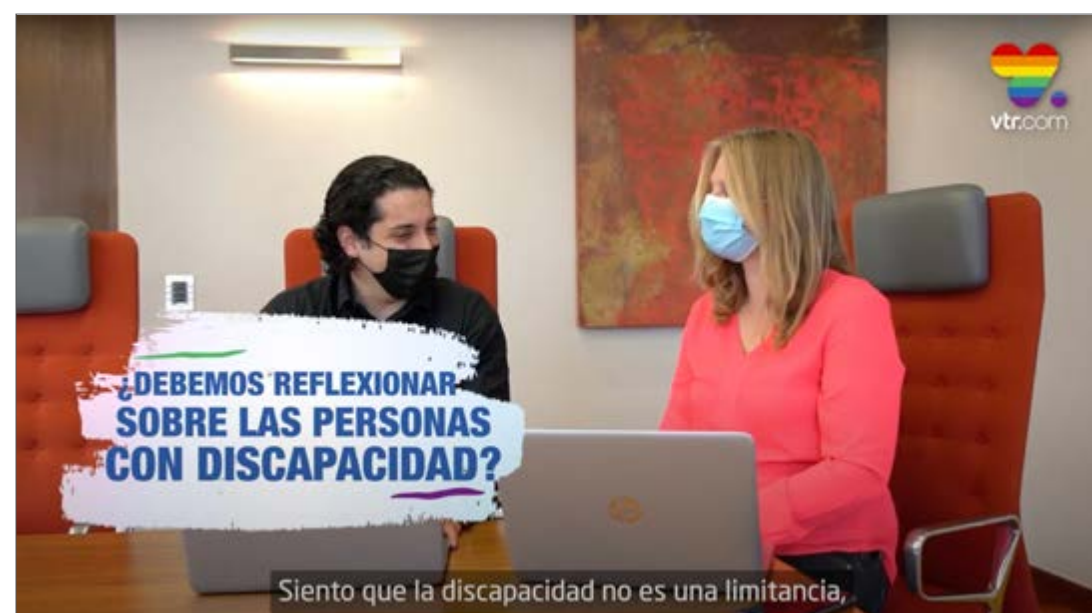 vtr.com
¿DEBEMOS REFLEXIONAR
SOBRE LAS PERSONAS
CON DISCAPACIDAD?
Siento que la discapacidad no es una limitancia,